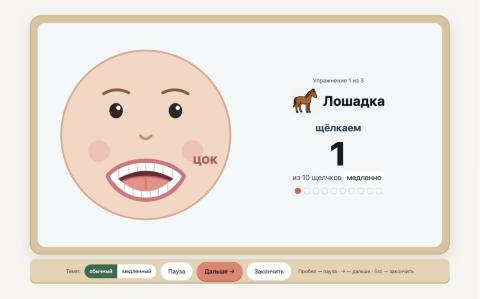 Упражнение 1 из 3
Лошадка
щёлкаем
1
из 10 щелчков медленно
цок
Темп: обычный медленный Пауза Дальше → Закончить Пробел — пауза · → — дальше · Esc — закончить